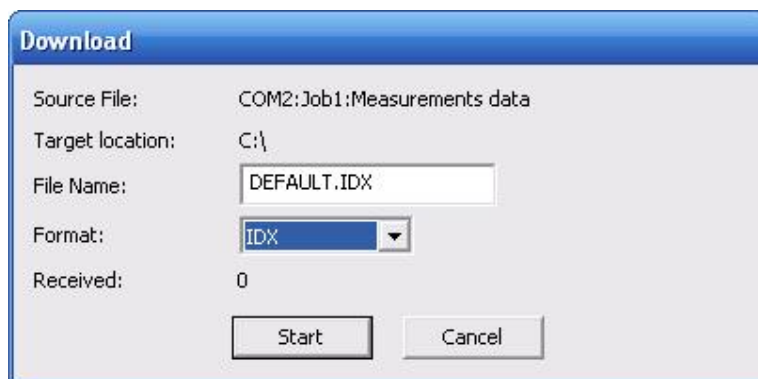 Download
Source File: COM2:Job1:Measurements data
Target location: C:\
File Name: DEFAULT.IDX
Format: IDX
Received: 0
Start Cancel